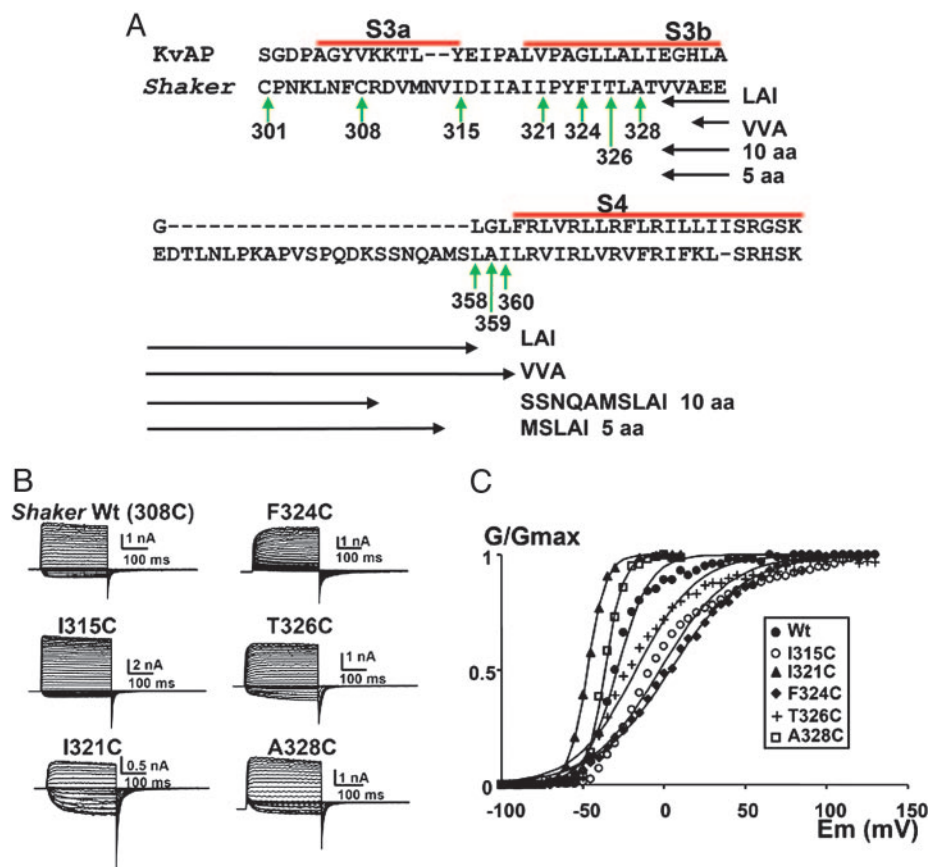 A
S3a S3b
KvAP SGDPAGYVKKTL--YEIPALVPAGLLALIEGHLA
Shaker CPNKLNFCRDVMNVIDIIAIIPYFITLATVVAEE
301 308 315 321 324 326 328
LAI
VVA
10 aa
5 aa
S4
G-------------------------LGLFRLVRLLRFLRILLIISRGSK
EDTLNLPKAPVSPQDKSSNQAMSLAILRVIRLVRVFRIFKL-SRHSK
358 359 360
LAI
VVA
SSNQAMSLAI 10 aa
MSLAI 5 aa
B
Shaker Wt (308C)
1 nA
100 ms
F324C
1 nA
100 ms
I315C
2 nA
100 ms
T326C
1 nA
100 ms
I321C
0.5 nA
100 ms
A328C
1 nA
100 ms
C
G/Gmax
1
0.5
0
-100 -50 0 50 100 150
Em (mV)
Wt
I315C
I321C
F324C
T326C
A328C